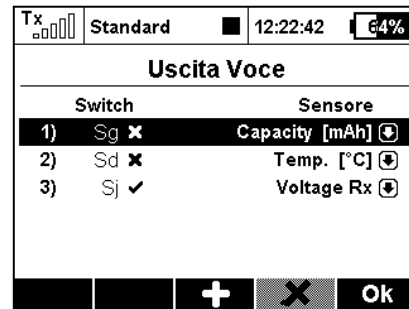 Tx Standard 12:22:42 64%
Uscita Voce
Switch Sensore
1) Sg ✖ Capacity [mAh]
2) Sd ✖ Temp. [°C]
3) Sj ✔ Voltage Rx
Ok